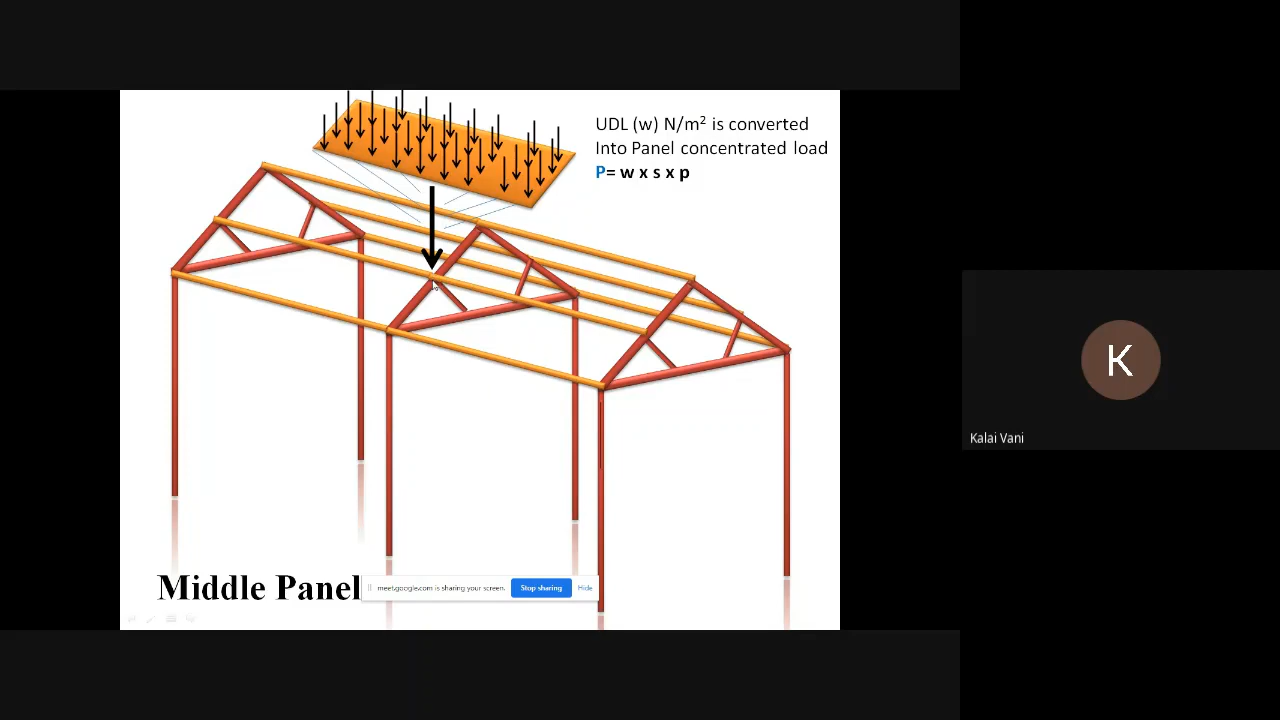 UDL (w) N/m² is converted
Into Panel concentrated load
P= w x s x p
K
Kalai Vani
Middle Panel
meet.google.com is sharing your screen.
Stop sharing
Hide